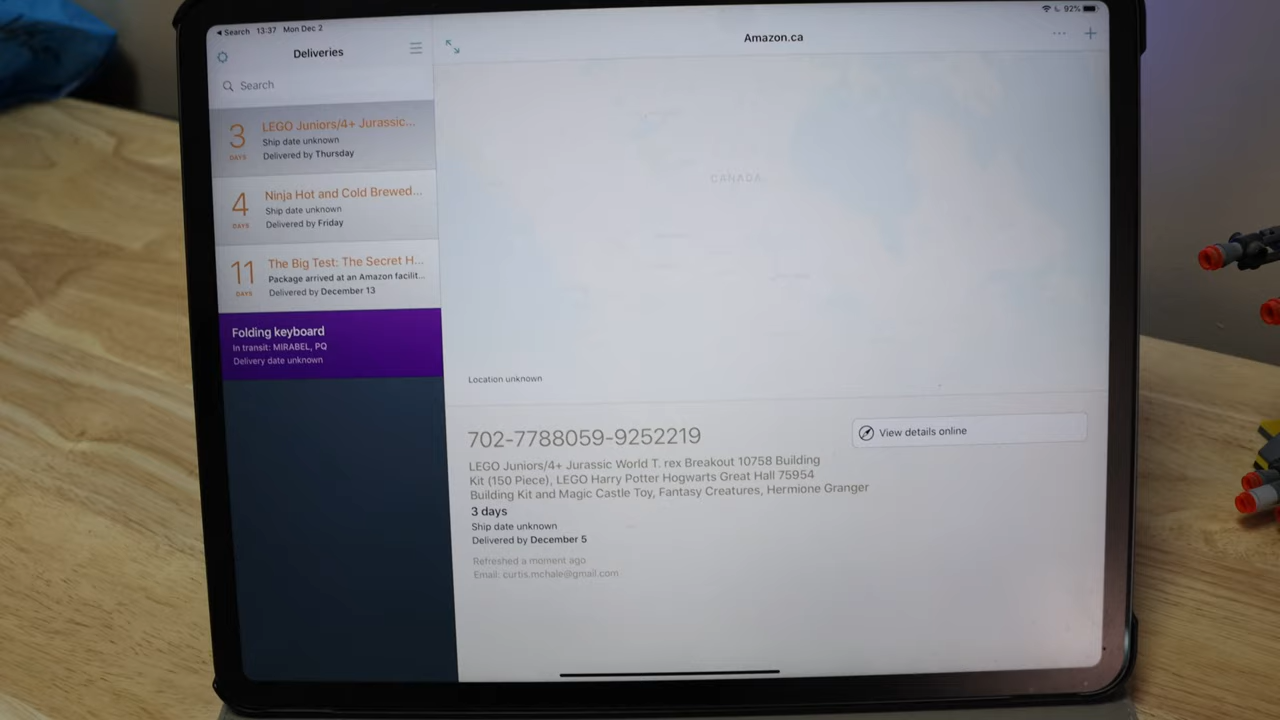 Search 13:37 Mon Dec 2
92%
Deliveries
Search
3
DAYS
LEGO Juniors/4+ Jurassic...
Ship date unknown
Delivered by Thursday
4
DAYS
Ninja Hot and Cold Brewed...
Ship date unknown
Delivered by Friday
11
DAYS
The Big Test: The Secret H...
Package arrived at an Amazon facilit...
Delivered by December 13
Folding keyboard
In transit: MIRABEL, PQ
Delivery date unknown
Amazon.ca
CANADA
Location unknown
702-7788059-9252219
View details online
LEGO Juniors/4+ Jurassic World T. rex Breakout 10758 Building
Kit (150 Piece), LEGO Harry Potter Hogwarts Great Hall 75954
Building Kit and Magic Castle Toy, Fantasy Creatures, Hermione Granger
3 days
Ship date unknown
Delivered by December 5
Refreshed a moment ago
Email: curtis.mchale@gmail.com